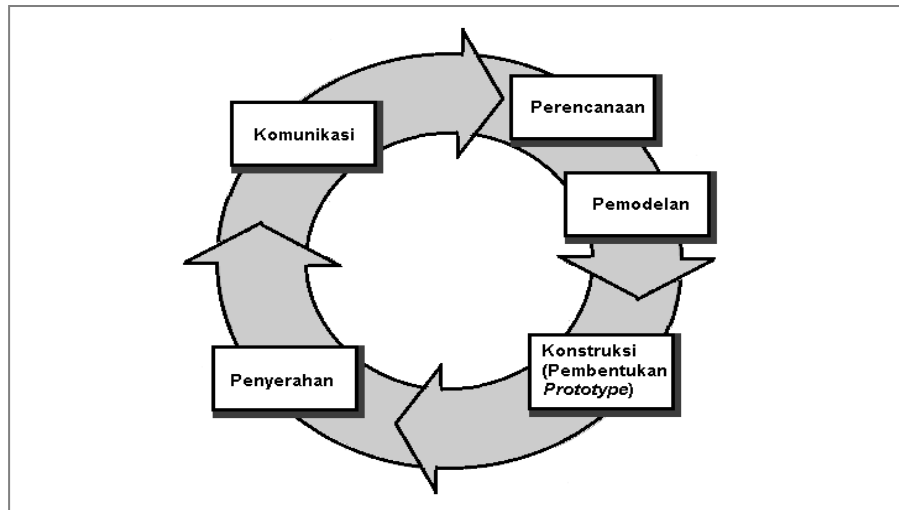 Komunikasi
Perencanaan
Pemodelan
Konstruksi
(Pembentukan
Prototype)
Penyerahan